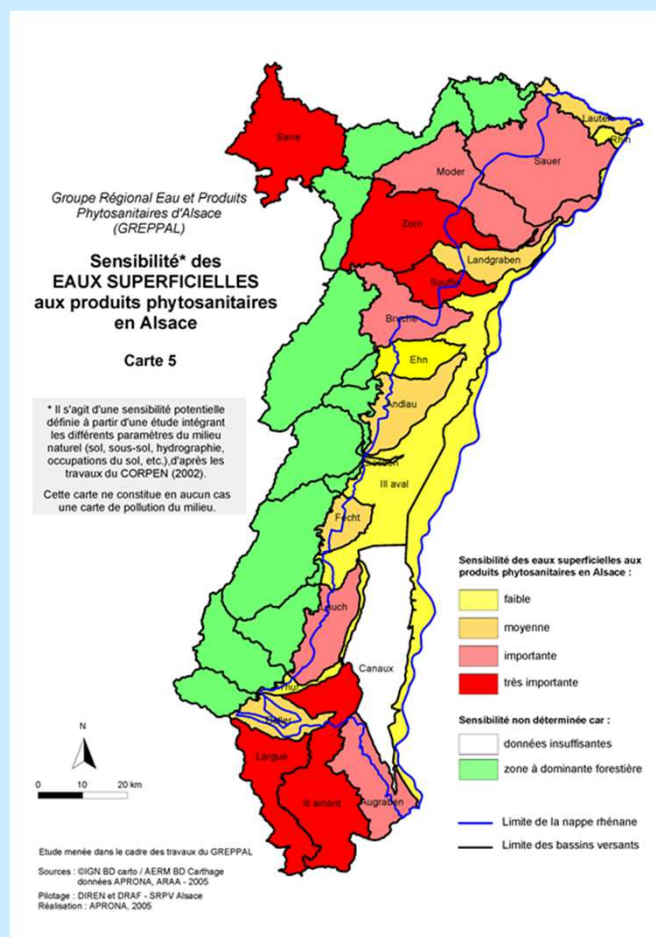 Groupe Régional Eau et Produits
Phytosanitaires d'Alsace
(GREPPAL)
Sensibilité* des
EAUX SUPERFICIELLES
aux produits phytosanitaires
en Alsace
Carte 5
* Il s'agit d'une sensibilité potentielle
définie à partir d'une étude intégrant
les différents paramètres du milieu
naturel (sol, sous-sol, hydrographie,
occupations du sol, etc.),d'après les
travaux du CORPEN (2002).
Cette carte ne constitue en aucun cas
une carte de pollution du milieu.
Sarre
Lauter
Rhin
Sauer
Moder
Zorn
Landgraben
Souffel
Bruche
Ehn
Andlau
Ill aval
Fecht
Lauch
Canaux
Thur
Doller
Largue
Ill amont
Augraben
Sensibilité des eaux superficielles aux
produits phytosanitaires en Alsace :
faible
moyenne
importante
très importante
Sensibilité non déterminée car :
données insuffisantes
zone à dominante forestière
Limite de la nappe rhénane
Limite des bassins versants
N
0 10 20 km
Etude menée dans le cadre des travaux du GREPPAL
Sources : ©IGN BD carto / AERM BD Carthage
données APRONA, ARAA - 2005
Pilotage : DIREN et DRAF - SRPV Alsace
Réalisation : APRONA, 2005